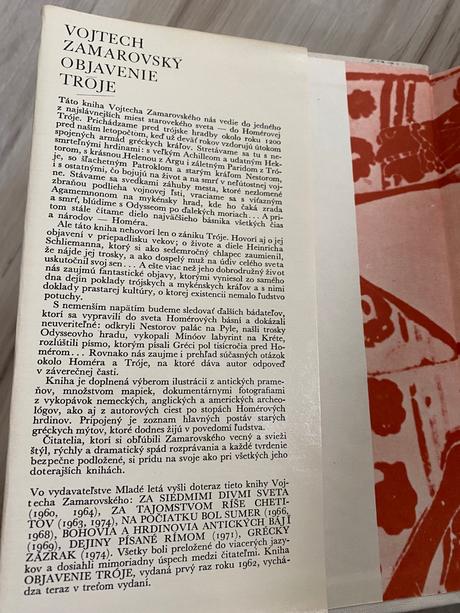 VOJTECH
ZAMAROVSKÝ
OBJAVENIE
TRÓJE
Táto kniha Vojtecha Zamarovského nás vedie do jedného
z najslávnejších miest starovekého sveta — do Homérovej
Tróje. Prichádzame pred trójske hradby okolo roku 1200
pred naším letopočtom, keď už deväť rokov vzdorujú útokom
spojených armád gréckych kráľov. Stretávame sa tu s ne-
smrteľnými hrdinami: s veľkým Achilleom a udatným Hek-
torom, s krásnou Helenou z Argu i záletným Paridom z Tró-
je, so šľachetným Patroklom a starým kráľom Nestorom,
i s ostatnými, čo bojujú na život a na smrť v neľútostnej voj-
ne. Stávame sa svedkami záhuby mesta, ktoré nezlomené
zbraňou podlieha vojnovej ľsti, vraciame sa s víťazným
Agamemnonom na mykénsky hrad, kde ho čaká zrada
a smrť, blúdime s Odysseom po ďalekých moriach... A pri-
tom stále čítame dielo najväčšieho básnika všetkých čias
a národov — Homéra.
Ale táto kniha nehovorí len o zániku Tróje. Hovorí aj o jej
objavení v priepadlisku vekov; o živote a diele Heinricha
Schliemanna, ktorý si ako sedemročný chlapec zaumienil,
že nájde jej trosky, a ako dospelý muž na údiv celého sveta
uskutočnil svoj sen... A ešte viac než jeho dobrodružný život
nás zaujmú fantastické objavy, ktorými vyniesol zo samého
dna dejín poklady trójskych a mykénskych kráľov a s nimi
doklady prastarej kultúry, o ktorej existencii nemalo ľudstvo
potuchy.
S nemenším napätím budeme sledovať ďalších bádateľov,
ktorí sa vypravili do sveta Homérových básní a dokázali
neuveriteľné: odkryli Nestorov palác na Pyle, našli trosky
Odysseovho hradu, vykopali Minóov labyrint na Kréte,
rozlúštili písmo, ktorým písali Gréci pol tisícročia pred Ho-
mérom... Rovnako nás zaujme i prehľad súčasných otázok
okolo Homéra a Tróje, na ktoré dáva autor odpoveď
v záverečnej časti.
Kniha je doplnená výberom ilustrácií z antických prame-
ňov, množstvom mapiek, dokumentárnymi fotografiami
z vykopávok nemeckých, anglických a amerických archeo-
lógov, ako aj z autorových ciest po stopách Homérových
hrdinov. Pripojený je zoznam hlavných postáv starých
gréckych mýtov, ktoré dodnes žijú v povedomí ľudstva.
Čitatelia, ktorí si obľúbili Zamarovského vecný a svieži
štýl, rýchly a dramatický spád rozprávania a každé tvrdenie
bezpečne podložené, si prídu na svoje ako pri všetkých jeho
doterajších knihách.
Vo vydavateľstve Mladé letá vyšli doteraz tieto knihy Voj-
techa Zamarovského: ZA SIEDMIMI DIVMI SVETA
(1960, 1964), ZA TAJOMSTVOM RÍŠE CHETI-
TOV (1963, 1974), NA POČIATKU BOL SUMER (1966,
1968), BOHOVIA A HRDINOVIA ANTICKÝCH BÁJÍ
(1969), DEJINY PÍSANÉ RÍMOM (1971), GRÉCKY
ZÁZRAK (1974). Všetky boli preložené do viacerých jazy-
kov a dosiahli mimoriadny úspech medzi čitateľmi. Kniha
OBJAVENIE TRÓJE, vydaná prvý raz roku 1962, vychá-
dza teraz v treťom vydaní.